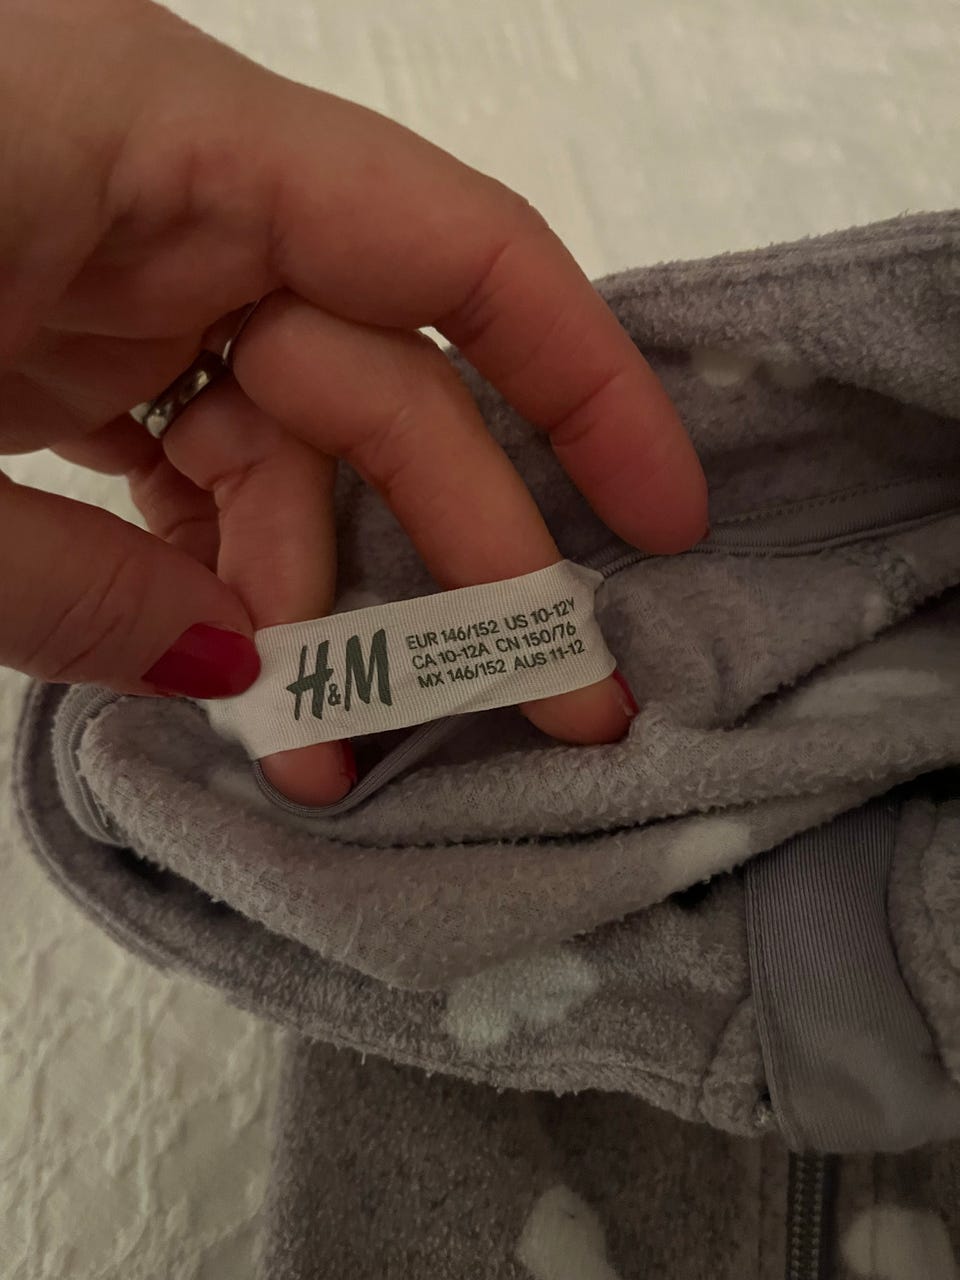 H&M
EUR 146/152 US 10-12Y
CA 10-12A CN 150/76
MX 146/152 AUS 11-12